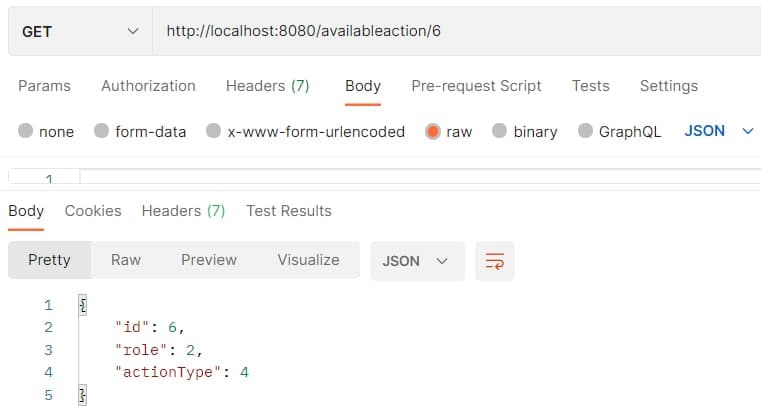 GET http://localhost:8080/availableaction/6
Params Authorization Headers (7) Body Pre-request Script Tests Settings
none form-data x-www-form-urlencoded raw binary GraphQL JSON
1
Body Cookies Headers (7) Test Results
Pretty Raw Preview Visualize JSON
1 {
2 "id": 6,
3 "role": 2,
4 "actionType": 4
5 }